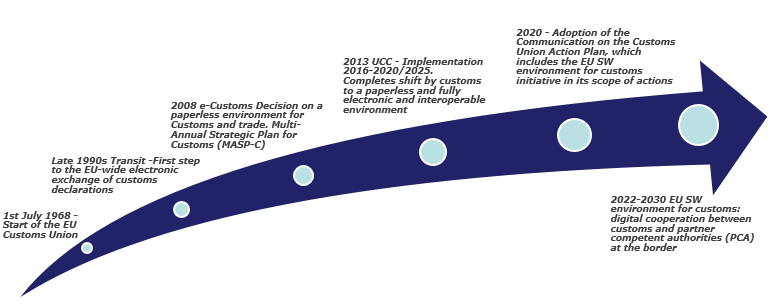 1st July 1968 -
Start of the EU
Customs Union
Late 1990s Transit -First step
to the EU-wide electronic
exchange of customs
declarations
2008 e-Customs Decision on a
paperless environment for
Customs and trade. Multi-
Annual Strategic Plan for
Customs (MASP-C)
2013 UCC - Implementation
2016-2020/2025.
Completes shift by customs
to a paperless and fully
electronic and interoperable
environment
2020 - Adoption of the
Communication on the Customs
Union Action Plan, which
includes the EU SW
environment for customs
initiative in its scope of actions
2022-2030 EU SW
environment for customs:
digital cooperation between
customs and partner
competent authorities (PCA)
at the border